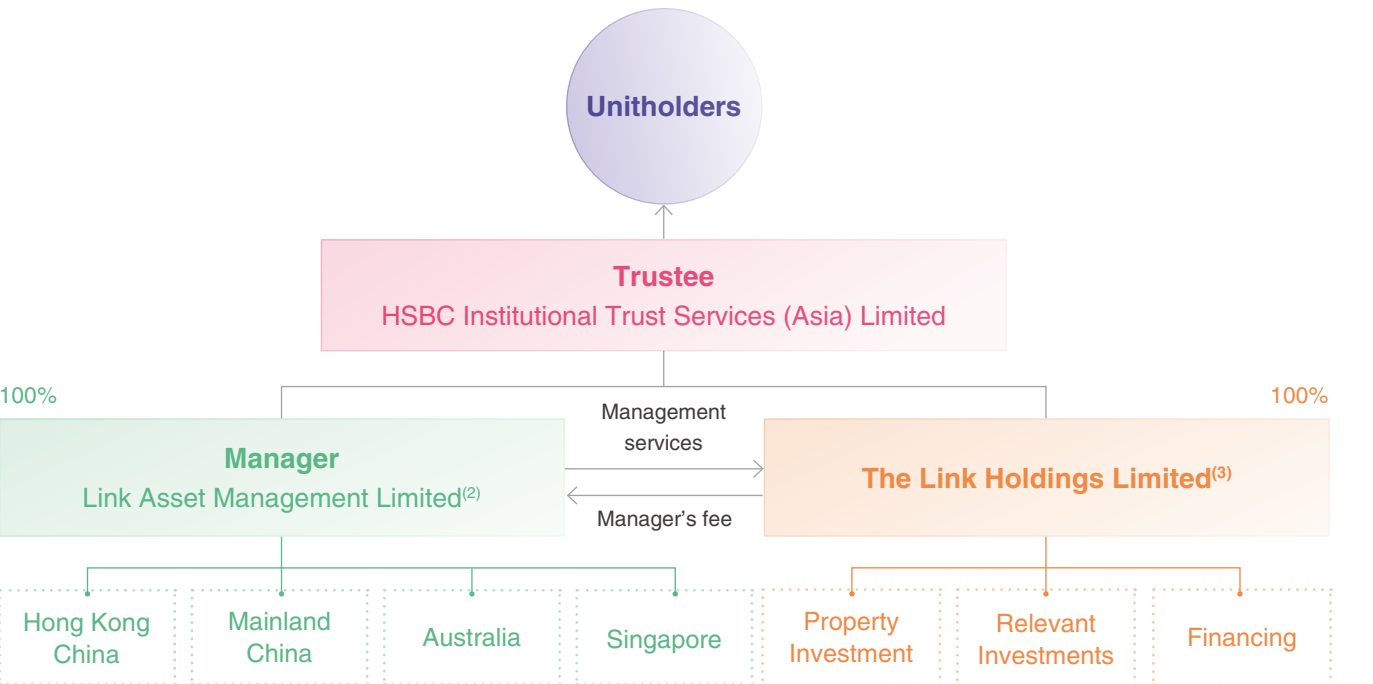 Unitholders
Trustee
HSBC Institutional Trust Services (Asia) Limited
100%
100%
Management
services
Manager
Link Asset Management Limited(2)
The Link Holdings Limited(3)
Manager's fee
Hong Kong
China
Mainland
China
Australia
Singapore
Property
Investment
Relevant
Investments
Financing